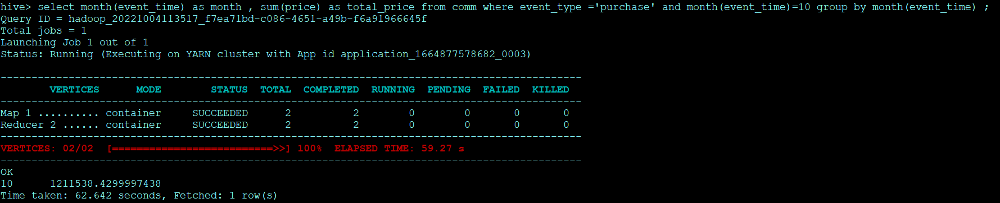 hive> select month(event_time) as month , sum(price) as total_price from comm where event_type ='purchase' and month(event_time)=10 group by month(event_time) ;
Query ID = hadoop_20221004113517_f7ea71bd-c086-4651-a49b-f6a91966645f
Total jobs = 1
Launching Job 1 out of 1
Status: Running (Executing on YARN cluster with App id application_1664877578682_0003)

----------------------------------------------------------------------------------------------
        VERTICES      MODE        STATUS  TOTAL  COMPLETED  RUNNING  PENDING  FAILED  KILLED
----------------------------------------------------------------------------------------------
Map 1 .......... container     SUCCEEDED      2          2        0        0       0       0
Reducer 2 ...... container     SUCCEEDED      2          2        0        0       0       0
----------------------------------------------------------------------------------------------
VERTICES: 02/02  [==========================>>] 100%  ELAPSED TIME: 59.27 s
----------------------------------------------------------------------------------------------
OK
10      1211538.4299997438
Time taken: 62.642 seconds, Fetched: 1 row(s)